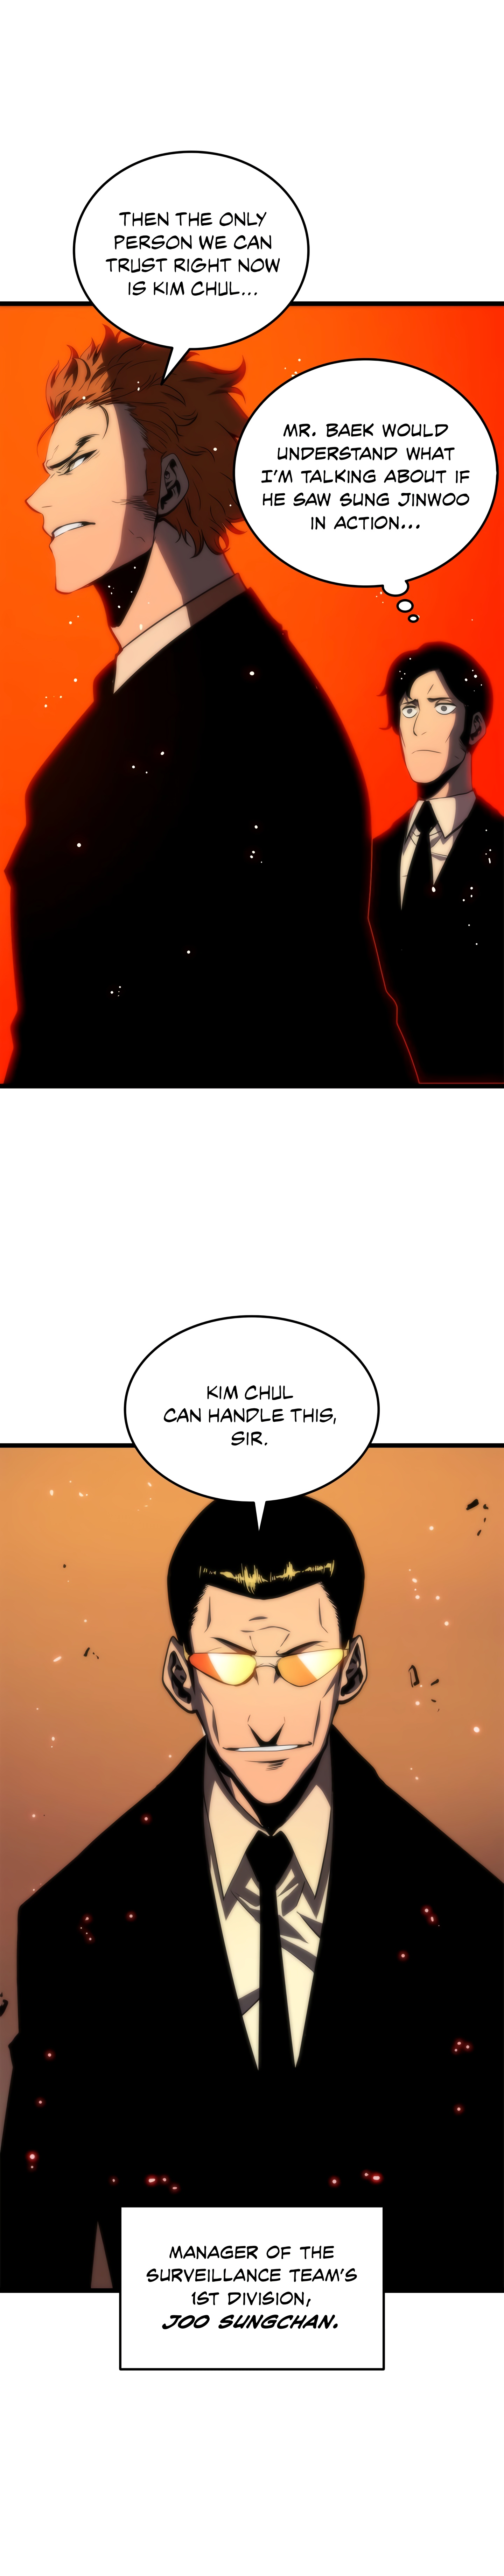 THEN THE ONLY
PERSON WE CAN
TRUST RIGHT NOW
IS KIM CHUL...
MR. BAEK WOULD
UNDERSTAND WHAT
I'M TALKING ABOUT IF
HE SAW SUNG JINWOO
IN ACTION...
KIM CHUL
CAN HANDLE THIS,
SIR.
MANAGER OF THE
SURVEILLANCE TEAM'S
1ST DIVISION,
JOO SUNGCHAN.